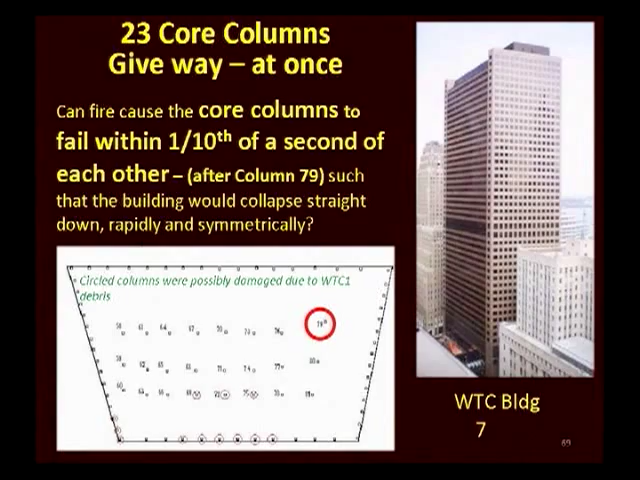 23 Core Columns
Give way – at once
Can fire cause the core columns to
fail within 1/10th of a second of
each other – (after Column 79) such
that the building would collapse straight
down, rapidly and symmetrically?
Circled columns were possibly damaged due to WTC1
debris
79
WTC Bldg
7
69